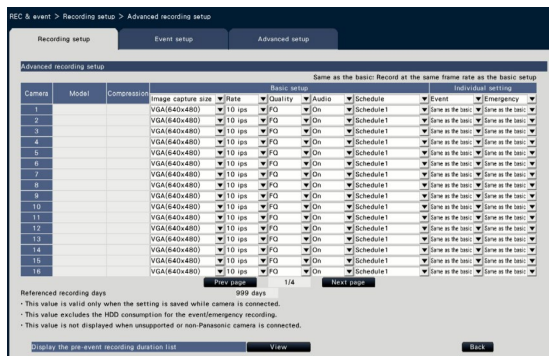 REC & event > Recording setup > Advanced recording setup
Recording setup Event setup Advanced setup
Advanced recording setup
Same as the basic: Record at the same frame rate as the basic setup
Camera Model Compression Basic setup Individual setting
Image capture size Rate Quality Audio Schedule Event Emergency
1 VGA(640x480) 10 ips FQ On Schedule1 Same as the basic Same as the basic
2 VGA(640x480) 10 ips FQ On Schedule1 Same as the basic Same as the basic
3 VGA(640x480) 10 ips FQ On Schedule1 Same as the basic Same as the basic
4 VGA(640x480) 10 ips FQ On Schedule1 Same as the basic Same as the basic
5 VGA(640x480) 10 ips FQ On Schedule1 Same as the basic Same as the basic
6 VGA(640x480) 10 ips FQ On Schedule1 Same as the basic Same as the basic
7 VGA(640x480) 10 ips FQ On Schedule1 Same as the basic Same as the basic
8 VGA(640x480) 10 ips FQ On Schedule1 Same as the basic Same as the basic
9 VGA(640x480) 10 ips FQ On Schedule1 Same as the basic Same as the basic
10 VGA(640x480) 10 ips FQ On Schedule1 Same as the basic Same as the basic
11 VGA(640x480) 10 ips FQ On Schedule1 Same as the basic Same as the basic
12 VGA(640x480) 10 ips FQ On Schedule1 Same as the basic Same as the basic
13 VGA(640x480) 10 ips FQ On Schedule1 Same as the basic Same as the basic
14 VGA(640x480) 10 ips FQ On Schedule1 Same as the basic Same as the basic
15 VGA(640x480) 10 ips FQ On Schedule1 Same as the basic Same as the basic
16 VGA(640x480) 10 ips FQ On Schedule1 Same as the basic Same as the basic
Prev page 1/4 Next page
Referenced recording days 999 days
・This value is valid only when the setting is saved while camera is connected.
・This value excludes the HDD consumption for the event/emergency recording.
・This value is not displayed when unsupported or non-Panasonic camera is connected.
Display the pre-event recording duration list View Back